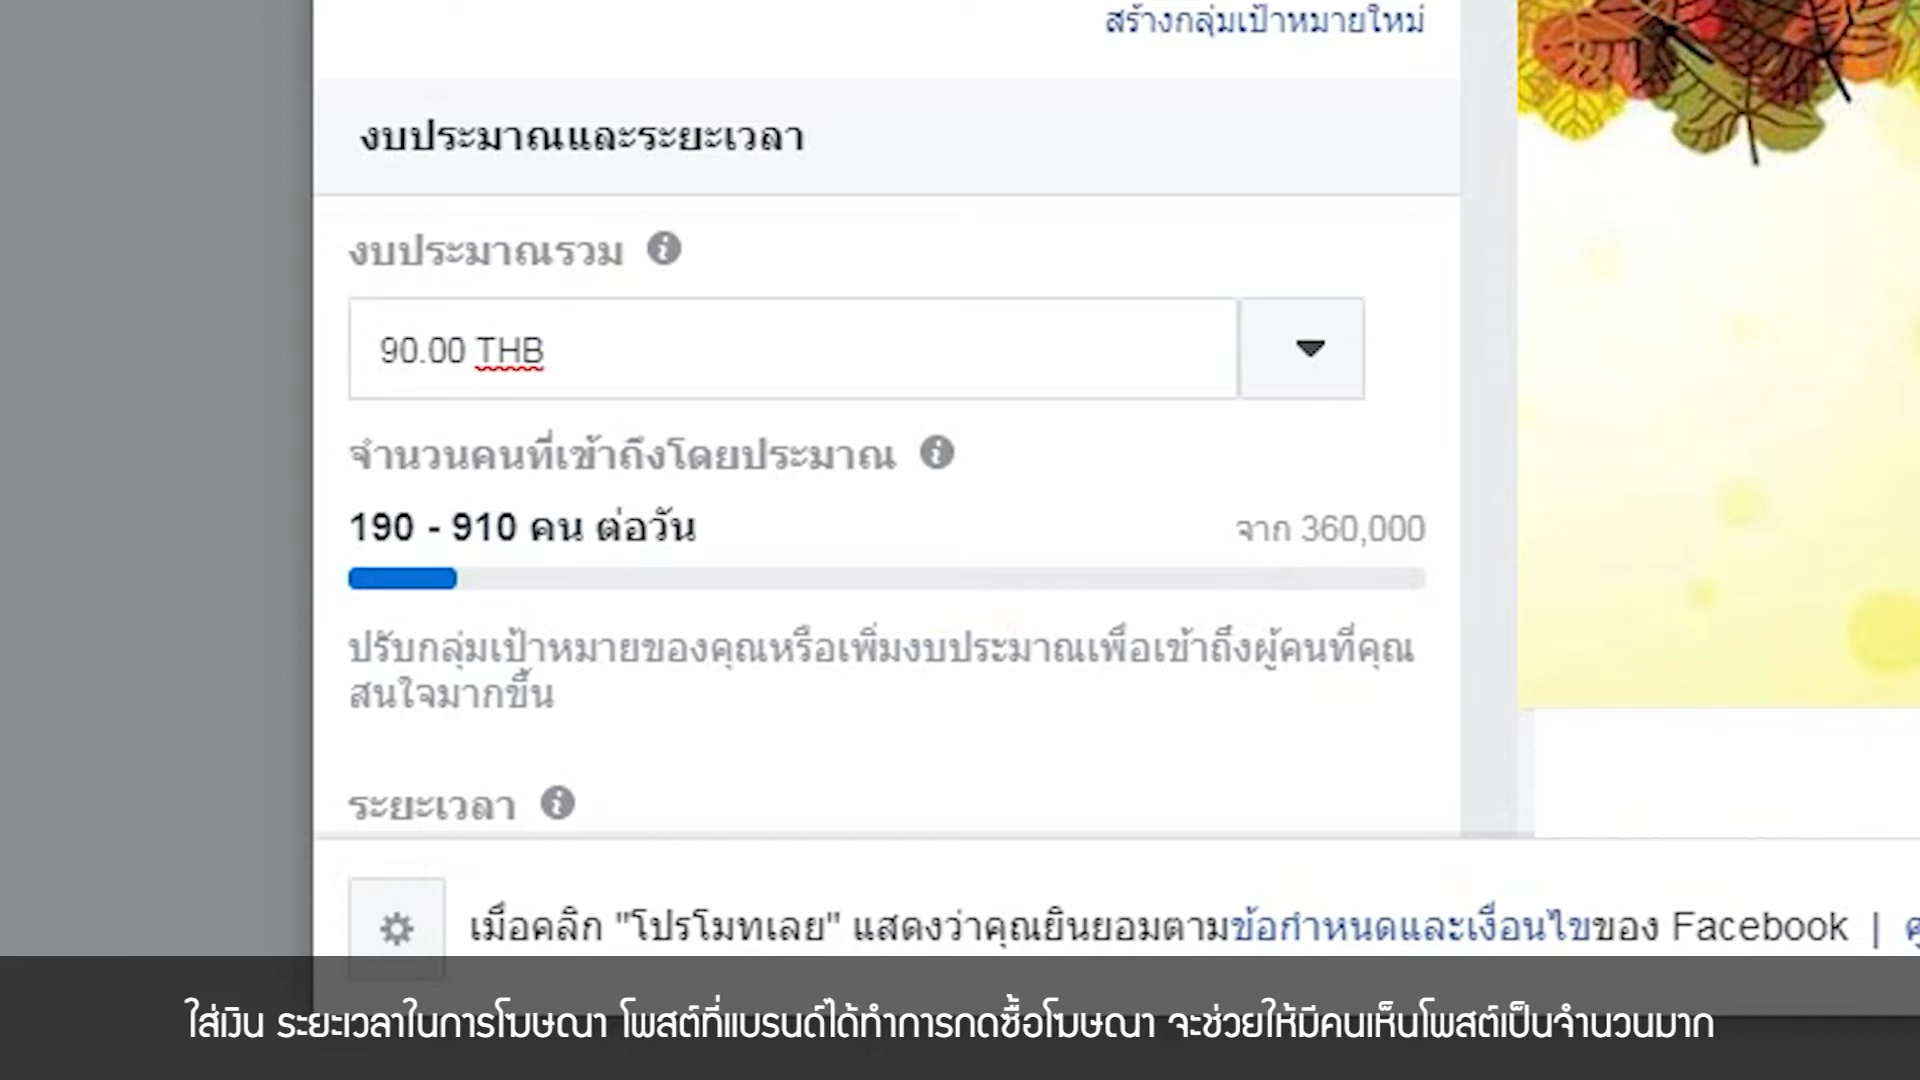 สร้างกลุ่มเป้าหมายใหม่
งบประมาณและระยะเวลา
งบประมาณรวม
90.00 THB
จำนวนคนที่เข้าถึงโดยประมาณ
190 - 910 คน ต่อวัน
จาก 360,000
ปรับกลุ่มเป้าหมายของคุณหรือเพิ่มงบประมาณเพื่อเข้าถึงผู้คนที่คุณ
สนใจมากขึ้น
ระยะเวลา
เมื่อคลิก "โปรโมทเลย" แสดงว่าคุณยินยอมตามข้อกำหนดและเงื่อนไขของ Facebook |
ใส่เงิน ระยะเวลาในการโฆษณา โพสต์ที่แบรนด์ได้ทำการกดซื้อโฆษณา จะช่วยให้มีคนเห็นโพสต์เป็นจำนวนมาก